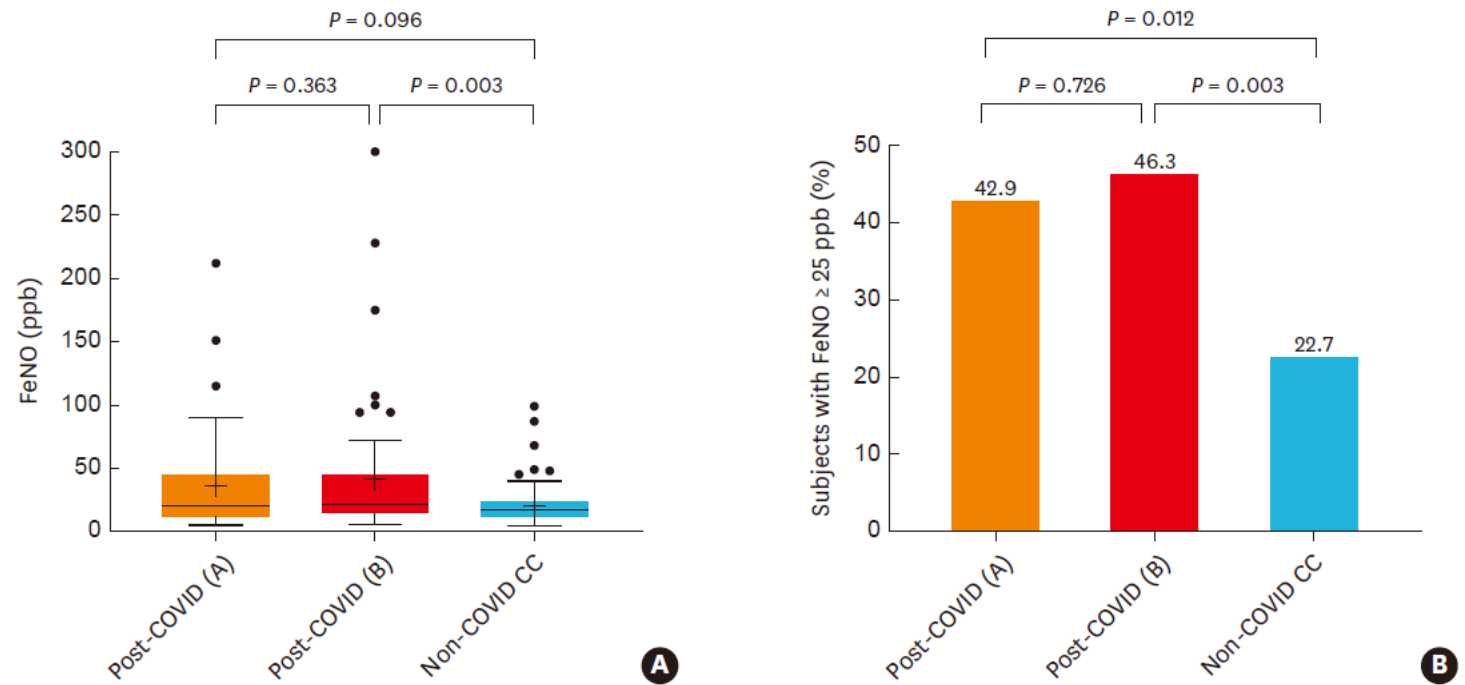 P = 0.096
P = 0.363
P = 0.003
300
250
200
150
100
50
0
FeNO (ppb)
Post-COVID (A)
Post-COVID (B)
Non-COVID CC
A
P = 0.012
P = 0.726
P = 0.003
50
40
30
20
10
0
Subjects with FeNO ≥ 25 ppb (%)
42.9
46.3
22.7
Post-COVID (A)
Post-COVID (B)
Non-COVID CC
B